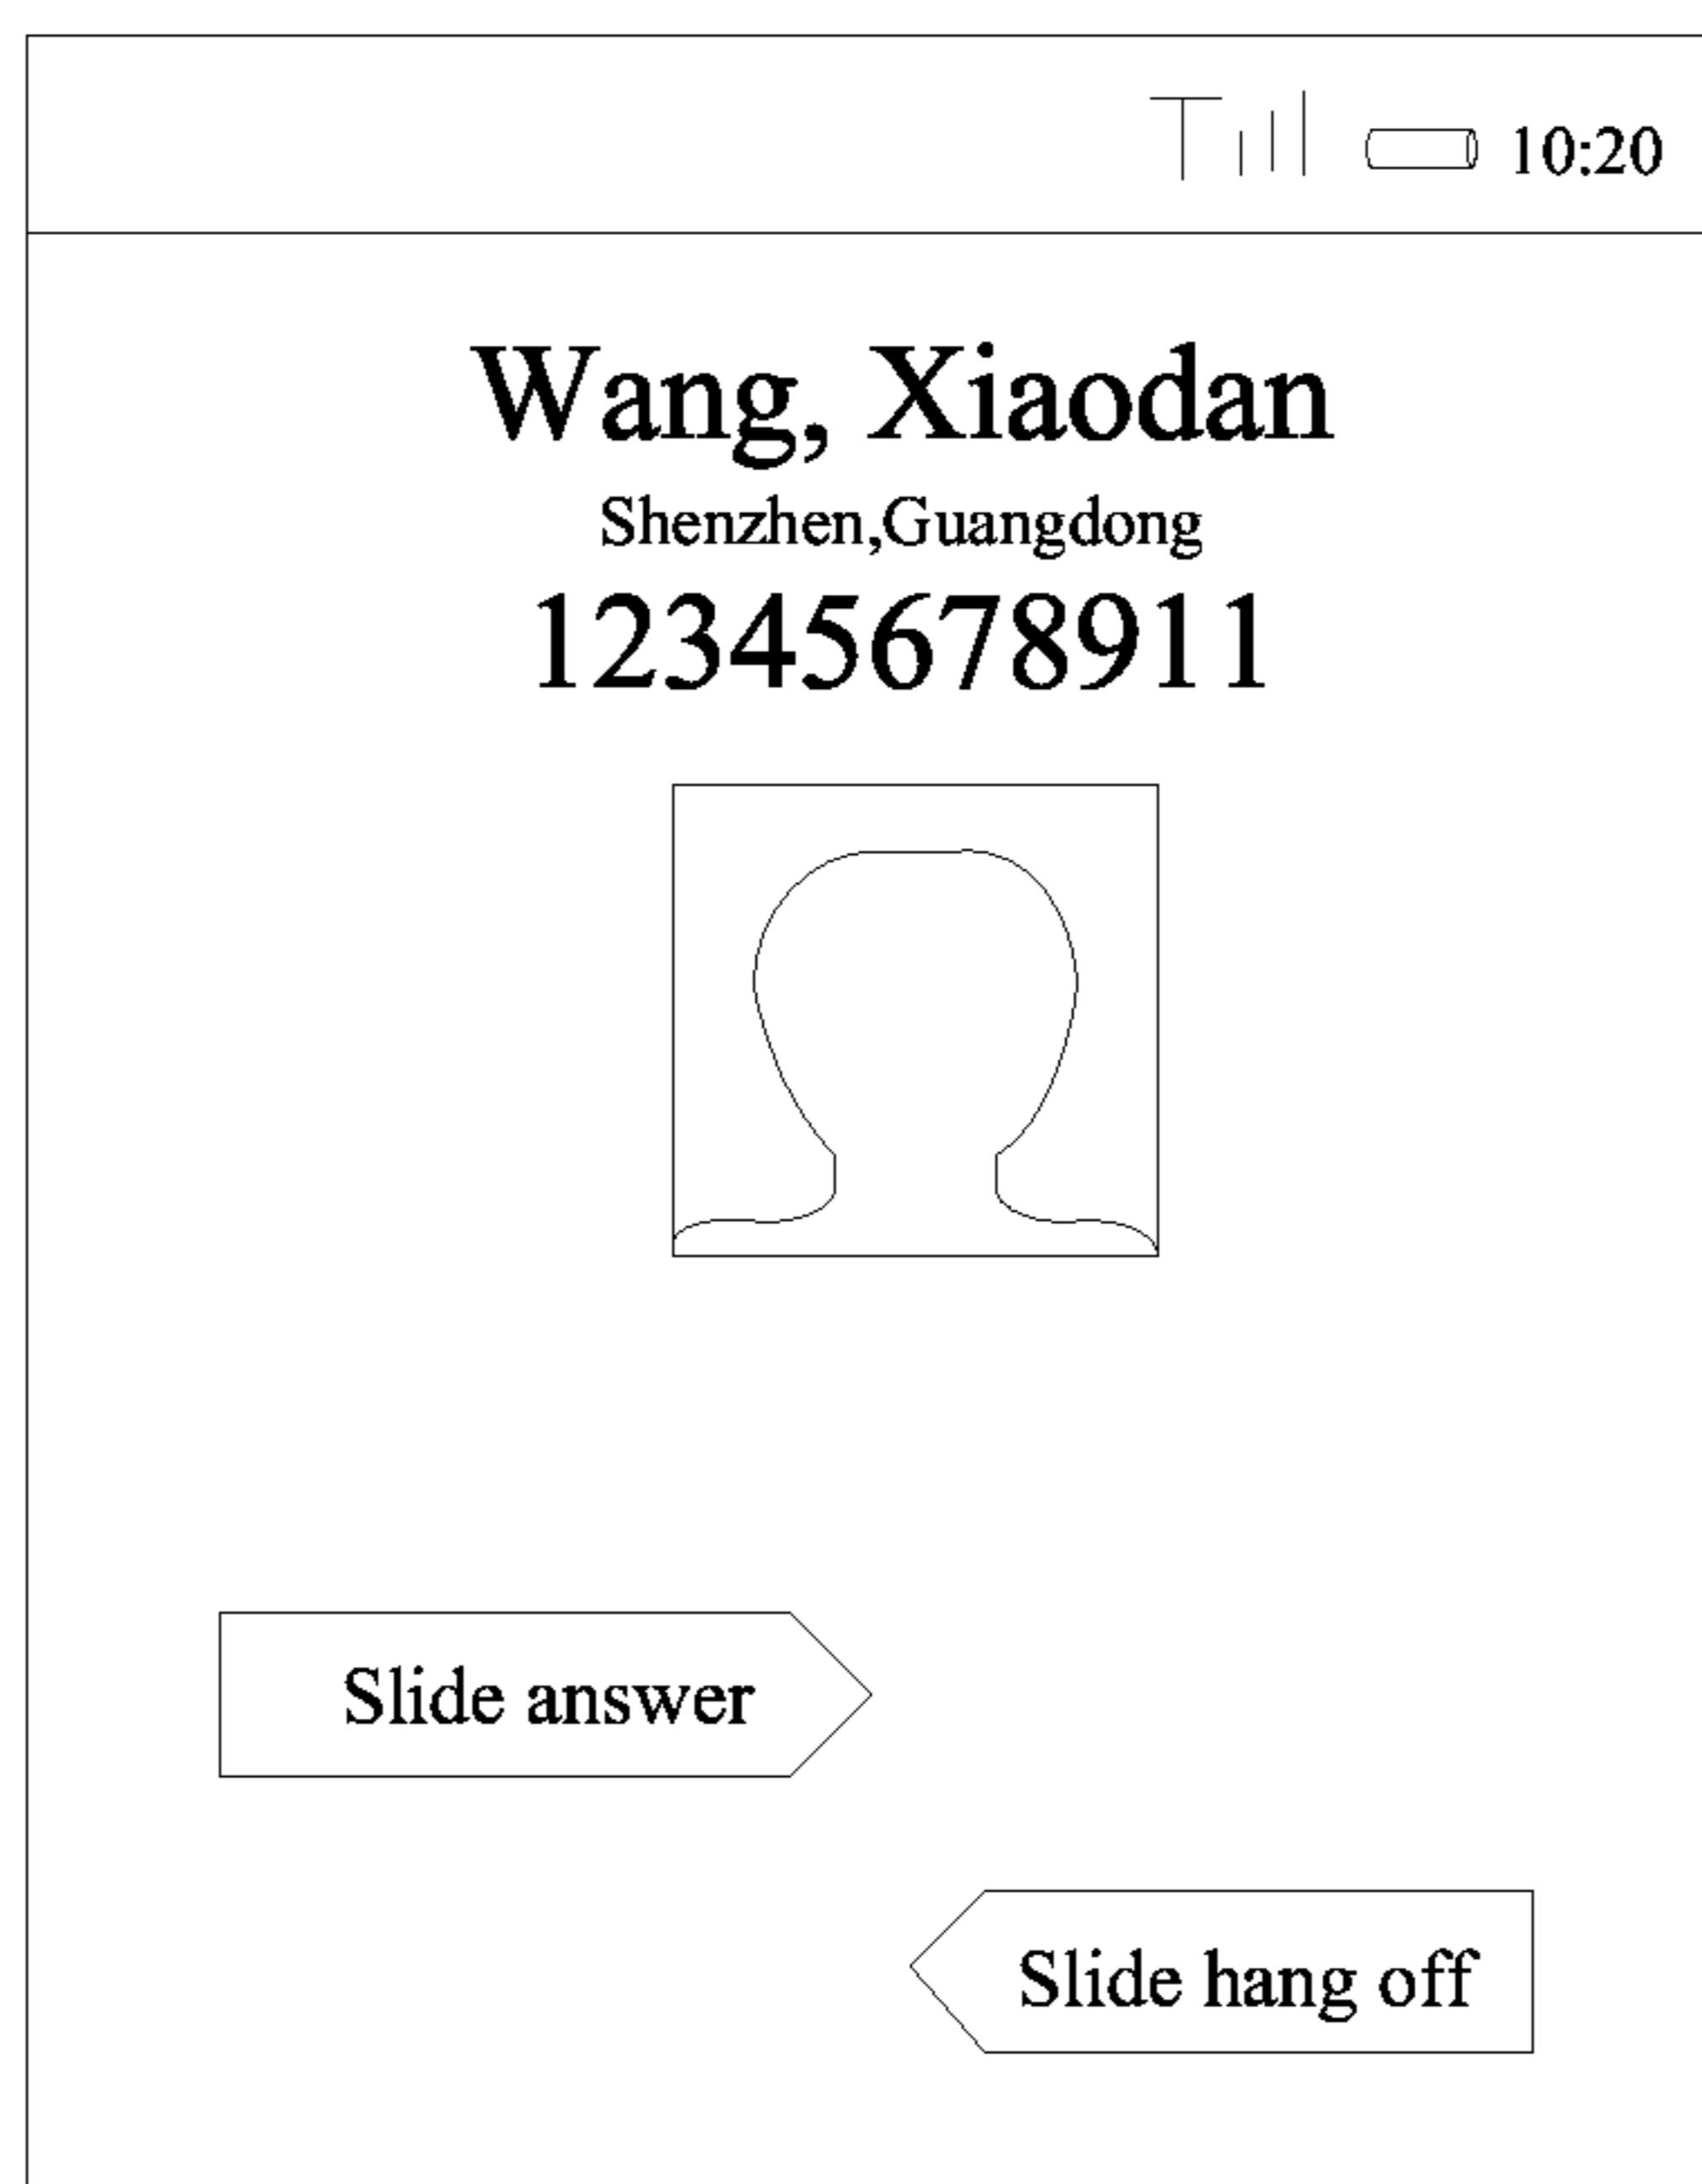 10:20
Wang, Xiaodan
Shenzhen,Guangdong
12345678911
Slide answer
Slide hang off